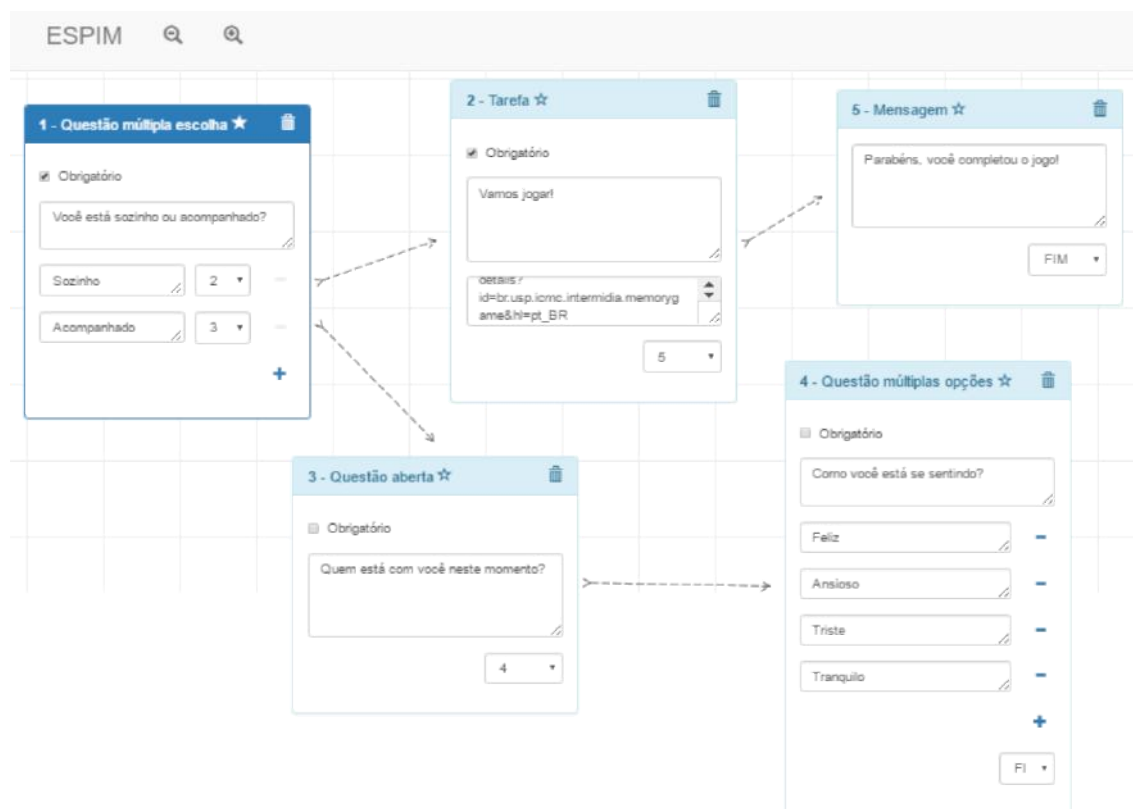 ESPIM
1 - Questão múltipla escolha
Obrigatório
Você está sozinho ou acompanhado?
Sozinho
2
Acompanhado
3
2 - Tarefa
Obrigatório
Vamos jogar!
details?
id=br.usp.icmc.intermidia.memoryg
ame&hl=pt_BR
5
5 - Mensagem
Parabéns, você completou o jogo!
FIM
3 - Questão aberta
Obrigatório
Quem está com você neste momento?
4
4 - Questão múltiplas opções
Obrigatório
Como você está se sentindo?
Feliz
Ansioso
Triste
Tranquilo
FI